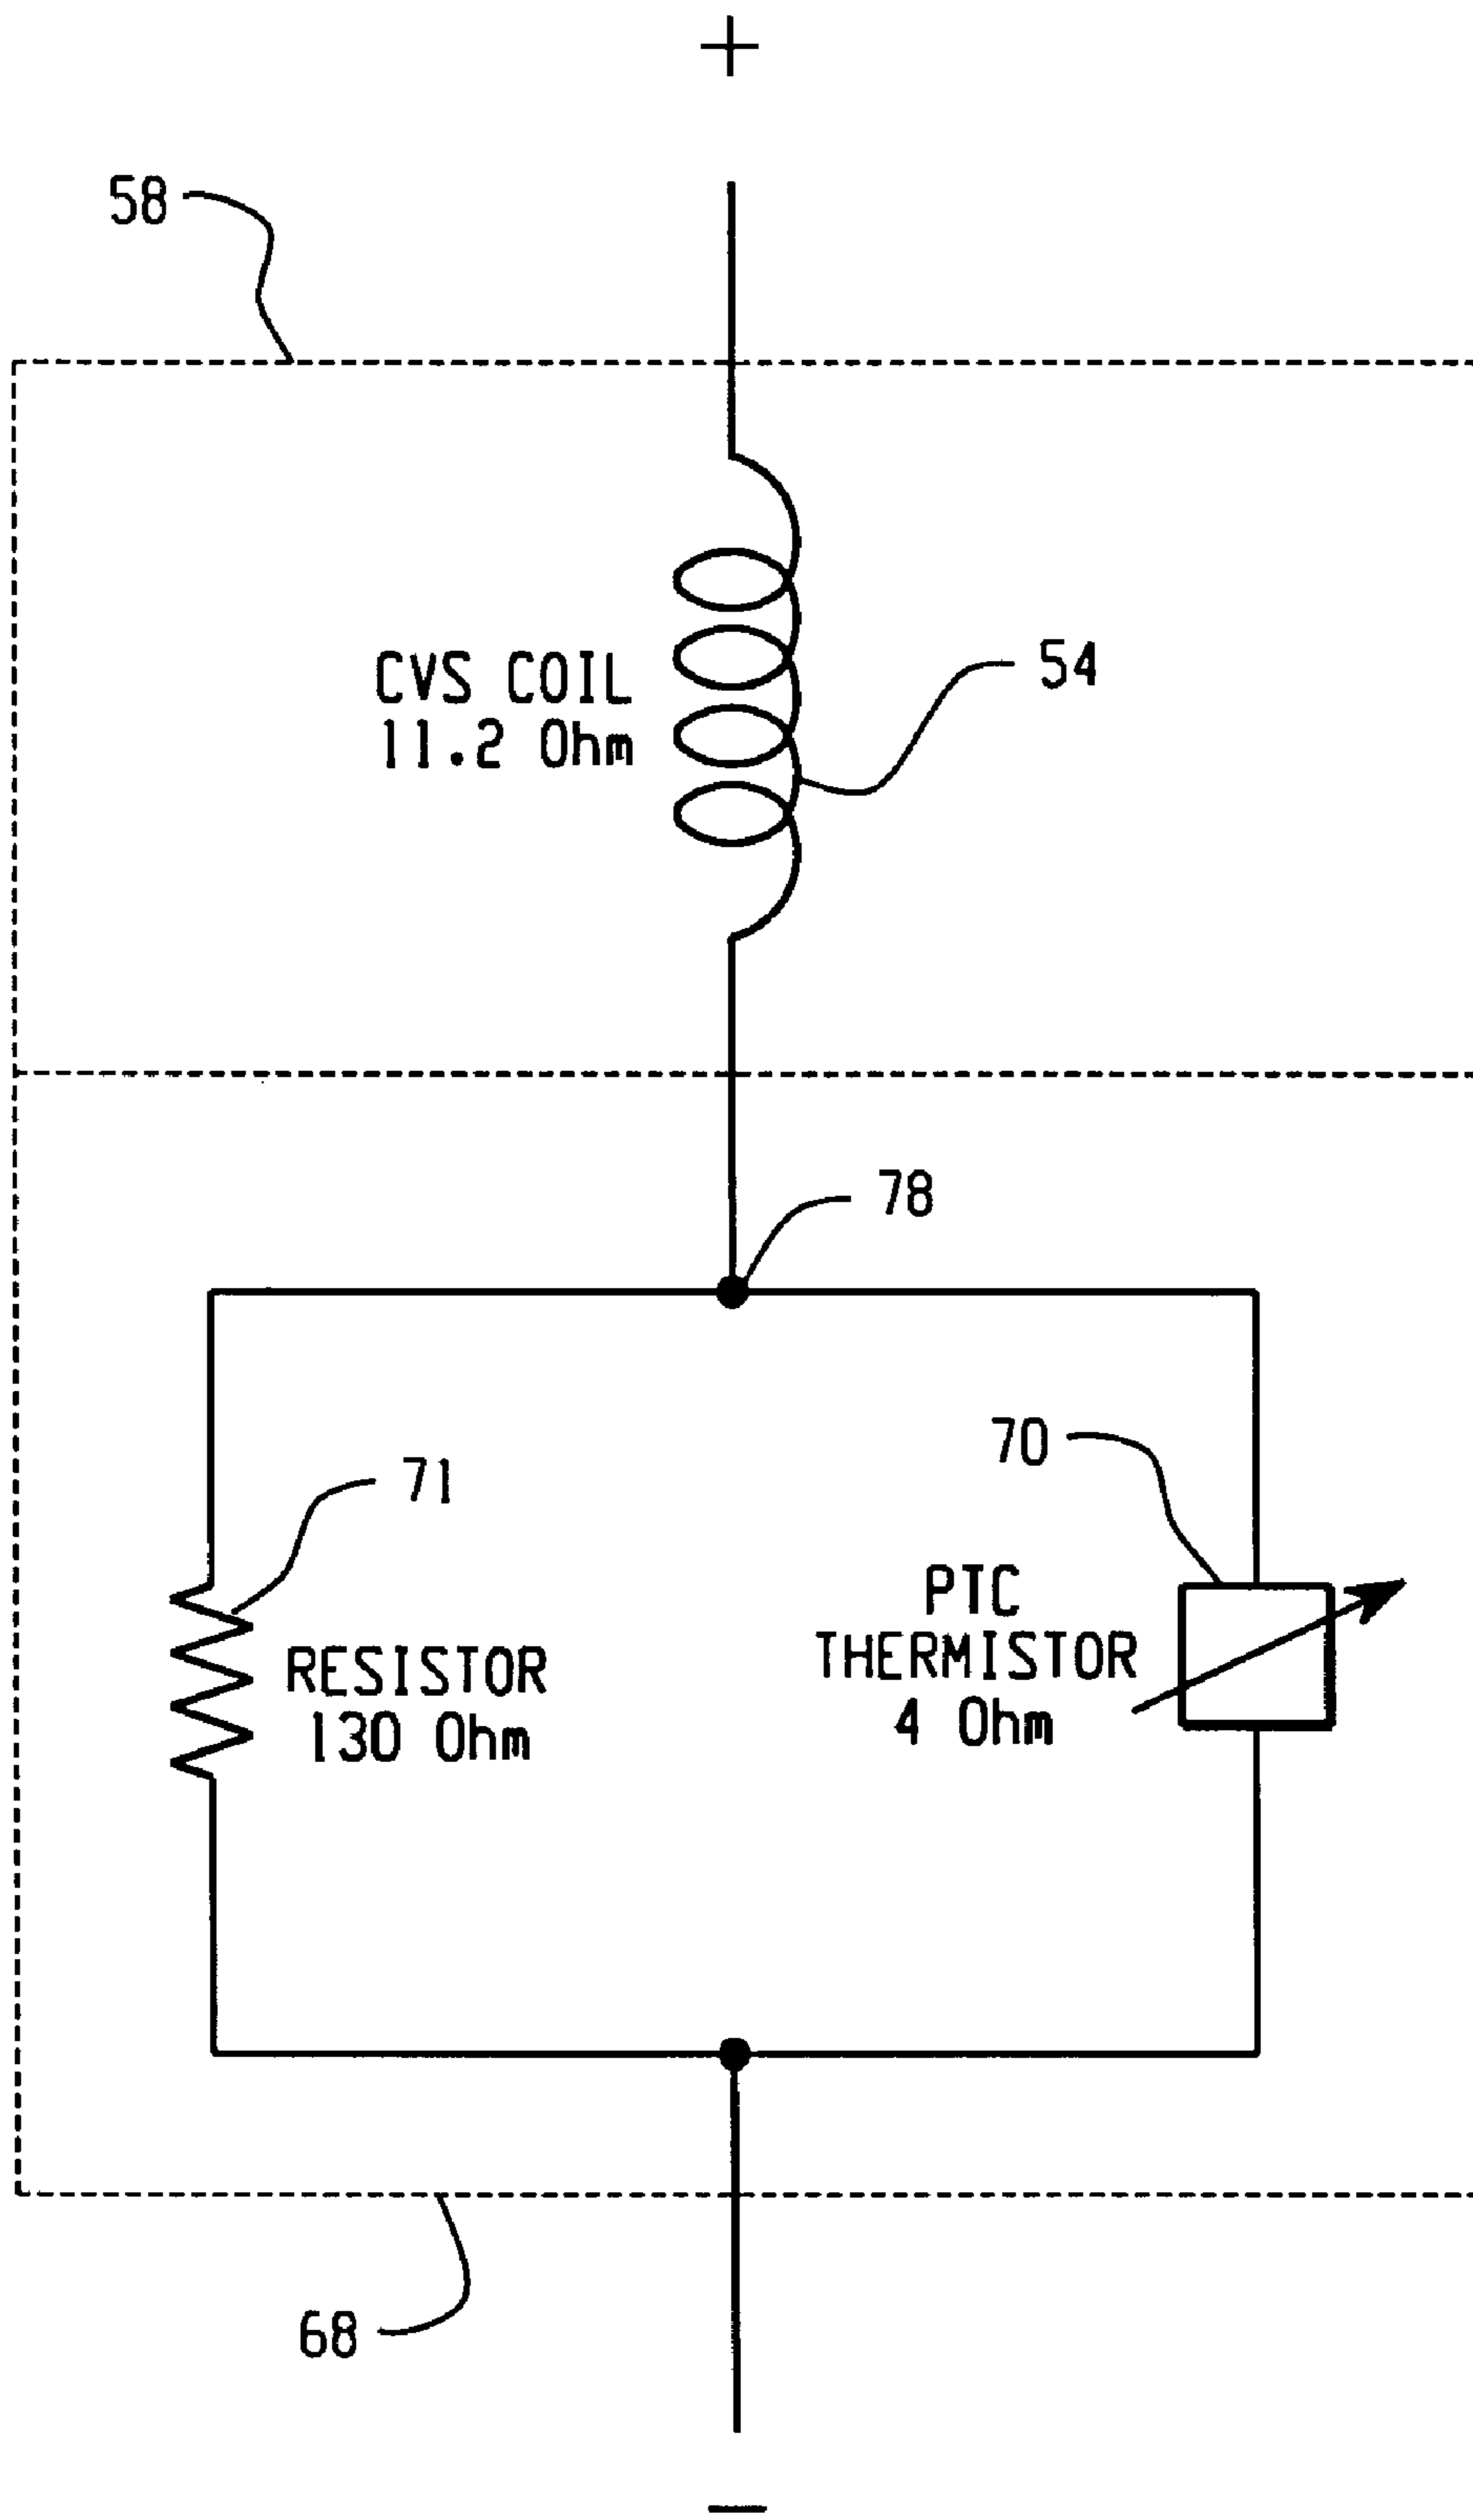 +
58
CVS COIL
11.2 Ohm
54
78
70
71
PTC
THERMISTOR
4 Ohm
RESISTOR
130 Ohm
68
−